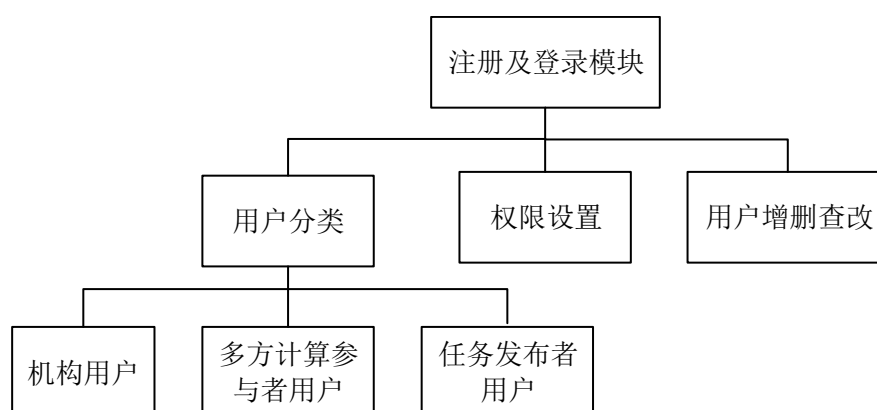 注册及登录模块
用户分类
权限设置
用户增删查改
机构用户
多方计算参
与者用户
任务发布者
用户